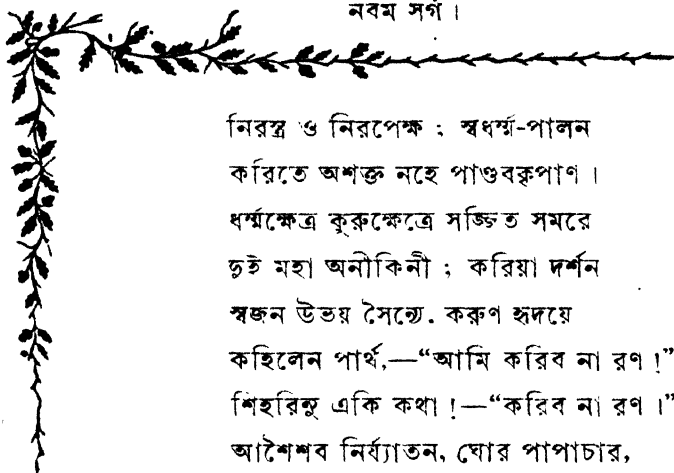 নবম সর্গ ।
নিরস্ত্র ও নিরপেক্ষ ; স্বধর্ম্ম-পালন
করিতে অশক্ত নহে পাণ্ডবকৃপাণ ।
ধর্ম্মক্ষেত্র কুরুক্ষেত্রে সজ্জিত সমরে
দুই মহা অনীকিনী ; করিয়া দর্শন
স্বজন উভয় সৈন্যে. করুণ হৃদয়ে
কহিলেন পার্থ,—“আমি করিব না রণ !”
শিহরিনু একি কথা !—“করিব না রণ ।”
আশৈশব নির্য্যাতন, ঘোর পাপাচার,